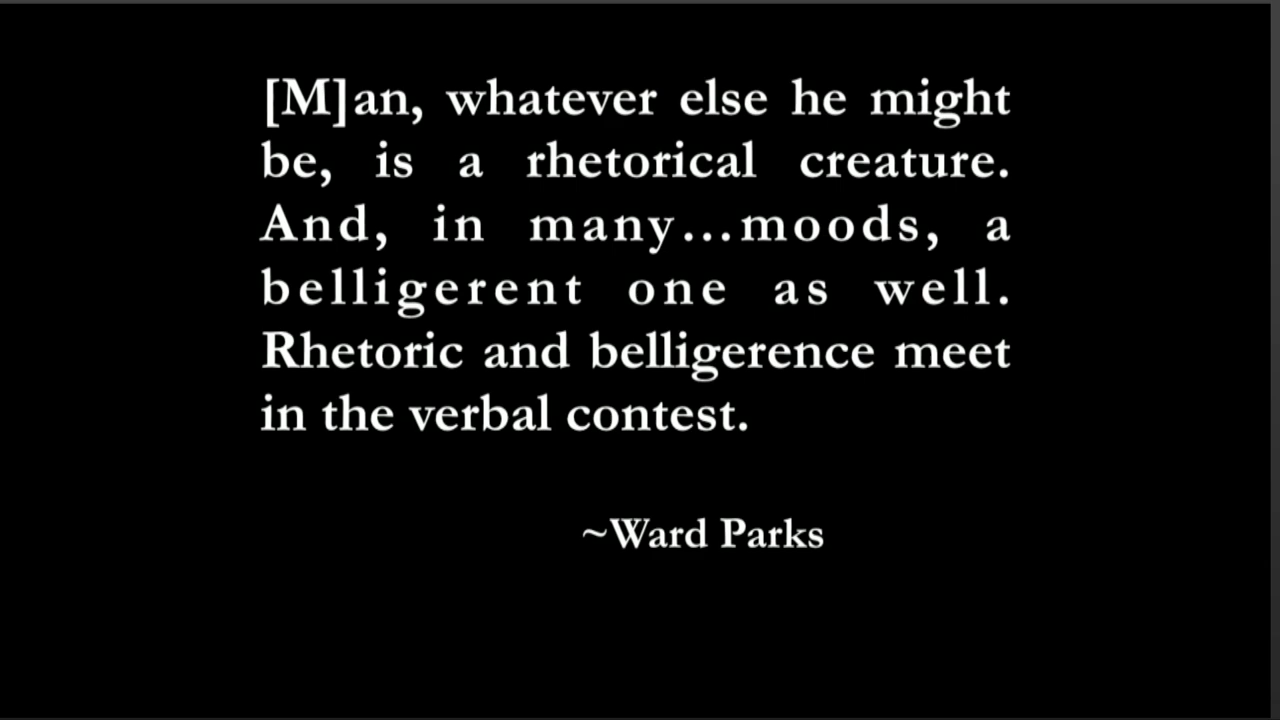 [M]an, whatever else he might
be, is a rhetorical creature.
And, in many...moods, a
belligerent one as well.
Rhetoric and belligerence meet
in the verbal contest.
~Ward Parks